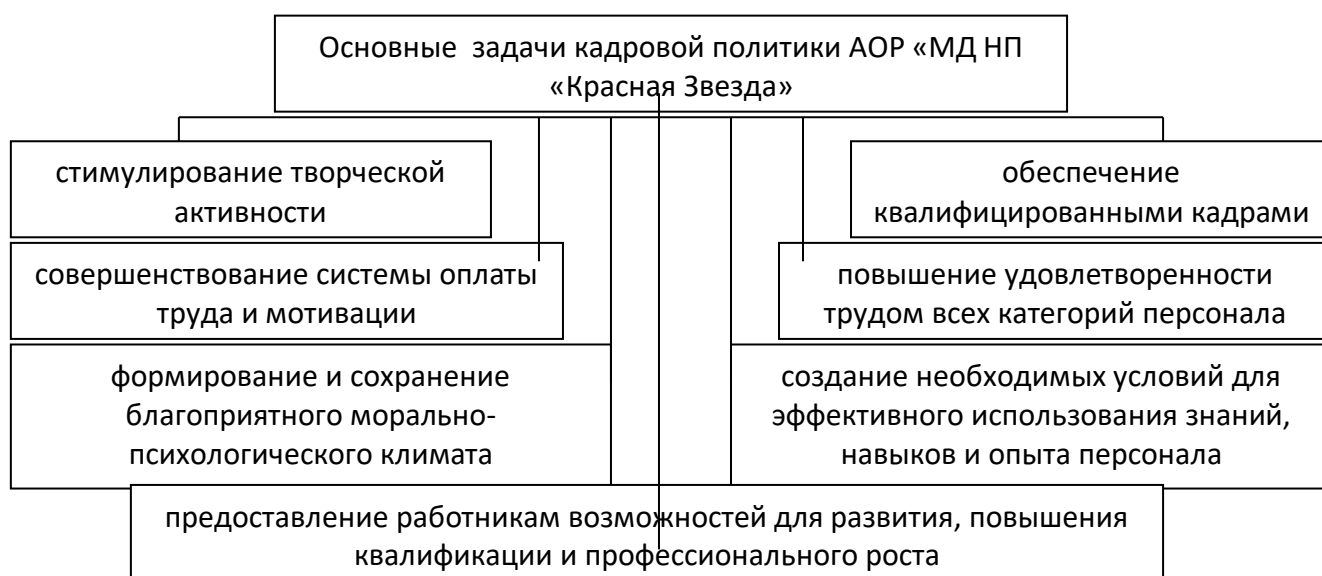 Основные задачи кадровой политики АОР «МД НП
«Красная Звезда»
стимулирование творческой
активности
обеспечение
квалифицированными кадрами
совершенствование системы оплаты
труда и мотивации
повышение удовлетворенности
трудом всех категорий персонала
формирование и сохранение
благоприятного морально-
психологического климата
создание необходимых условий для
эффективного использования знаний,
навыков и опыта персонала
предоставление работникам возможностей для развития, повышения
квалификации и профессионального роста